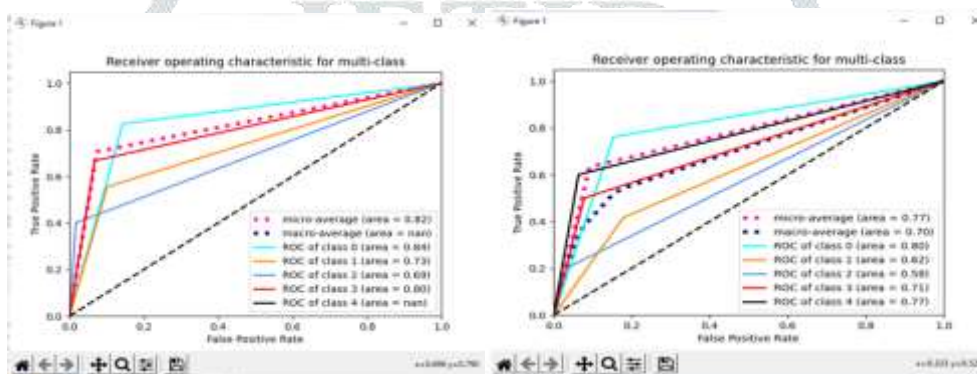 Figure 1
Receiver operating characteristic for multi-class
True Positive Rate
1.0
0.8
0.6
0.4
0.2
0.0
micro-average (area = 0.82)
macro-average (area = nan)
ROC of class 0 (area = 0.84)
ROC of class 1 (area = 0.73)
ROC of class 2 (area = 0.69)
ROC of class 3 (area = 0.80)
ROC of class 4 (area = nan)
0.0 0.2 0.4 0.6 0.8 1.0
False Positive Rate
Figure 1
Receiver operating characteristic for multi-class
True Positive Rate
1.0
0.8
0.6
0.4
0.2
0.0
micro-average (area = 0.77)
macro-average (area = 0.70)
ROC of class 0 (area = 0.80)
ROC of class 1 (area = 0.62)
ROC of class 2 (area = 0.58)
ROC of class 3 (area = 0.71)
ROC of class 4 (area = 0.77)
0.0 0.2 0.4 0.6 0.8 1.0
False Positive Rate